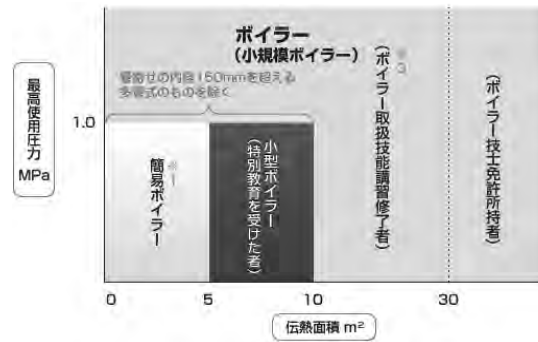 ボイラー
(小規模ボイラー)
管寄せの内径150mmを超える
多管式のものを除く
最高使用圧力
MPa
1.0
※1
簡易ボイラー
小型ボイラー
(特別教育を受けた者)
※3
(ボイラー取扱技能講習修了者)
(ボイラー技士免許所持者)
0
5
10
30
伝熱面積 m²